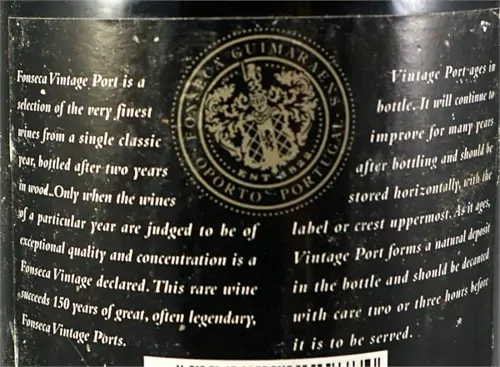 Fonseca Vintage Port is a
selection of the very finest
wines from a single classic
year, bottled after two years
in wood. Only when the wines
of a particular year are judged to be of
exceptional quality and concentration is a
Fonseca Vintage declared. This rare wine
succeeds 150 years of great, often legendary,
Fonseca Vintage Ports.
FONSECA GUIMARAENS
PORTO PORTUGAL
Vintage Port ages in
bottle. It will continue to
improve for many years
after bottling and should be
stored horizontally, with the
label or crest uppermost. As it ages,
Vintage Port forms a natural deposit
in the bottle and should be decanted
with care two or three hours before
it is to be served.